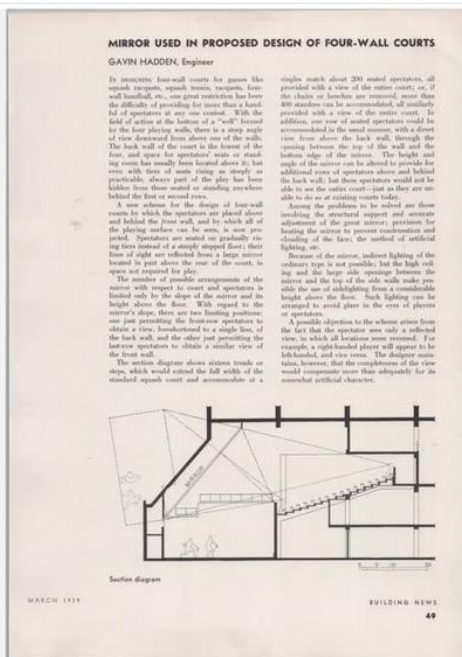 MIRROR USED IN PROPOSED DESIGN OF FOUR-WALL COURTS
GAVIN HADDEN, Engineer
IN DESIGNING four-wall courts for games like
squash racquets, squash tennis, racquets, four-
wall handball, etc., one great restriction has been
the difficulty of providing for more than a hand-
ful of spectators at any one contest. With the
field of action at the bottom of a "well" formed
by the four playing walls, there is a steep angle
of view downward from above one of the walls.
The back wall of the court is the lowest of the
four, and space for spectators' seats or stand-
ing room has usually been located above it; but
even with tiers of seats rising as steeply as
practicable, always part of the play has been
hidden from those seated or standing anywhere
behind the first or second rows.
A new scheme for the design of four-wall
courts by which the spectators are placed above
and behind the front wall, and by which all of
the playing surface can be seen, is now pro-
jected. Spectators are seated on gradually ris-
ing tiers instead of a steeply stepped floor; their
lines of sight are reflected from a large mirror
located in part above the rear of the court, in
space not required for play.
The number of possible arrangements of the
mirror with respect to court and spectators is
limited only by the slope of the mirror and its
height above the floor. With regard to the
mirror's slope, there are two limiting positions:
one just permitting the front-row spectators to
obtain a view, foreshortened to a single line, of
the back wall, and the other just permitting the
last-row spectators to obtain a similar view of
the front wall.
The section diagram shows sixteen treads or
steps, which would extend the full width of the
standard squash court and accommodate at a
singles match about 200 seated spectators, all
provided with a view of the entire court; or, if
the chairs or benches are removed, more than
400 standees can be accommodated, all similarly
provided with a view of the entire court. In
addition, one row of seated spectators could be
accommodated in the usual manner, with a direct
view from above the back wall, through the
opening between the top of the wall and the
bottom edge of the mirror. The height and
angle of the mirror can be altered to provide for
additional rows of spectators above and behind
the back wall; but these spectators would not be
able to see the entire court—just as they are un-
able to do so at existing courts today.
Among the problems to be solved are those
involving the structural support and accurate
adjustment of the great mirror; provision for
heating the mirror to prevent condensation and
clouding of the face; the method of artificial
lighting, etc.
Because of the mirror, indirect lighting of the
ordinary type is not possible; but the high ceil-
ing and the large side openings between the
mirror and the top of the side walls make pos-
sible the use of sidelighting from a considerable
height above the floor. Such lighting can be
arranged to avoid glare in the eyes of players
or spectators.
A possible objection to the scheme arises from
the fact that the spectator sees only a reflected
view, in which all locations seem reversed. For
example, a right-handed player will appear to be
left-handed, and vice versa. The designer main-
tains, however, that the completeness of the view
would compensate more than adequately for its
somewhat artificial character.
MIRROR
Section diagram
MARCH 1939
BUILDING NEWS
49